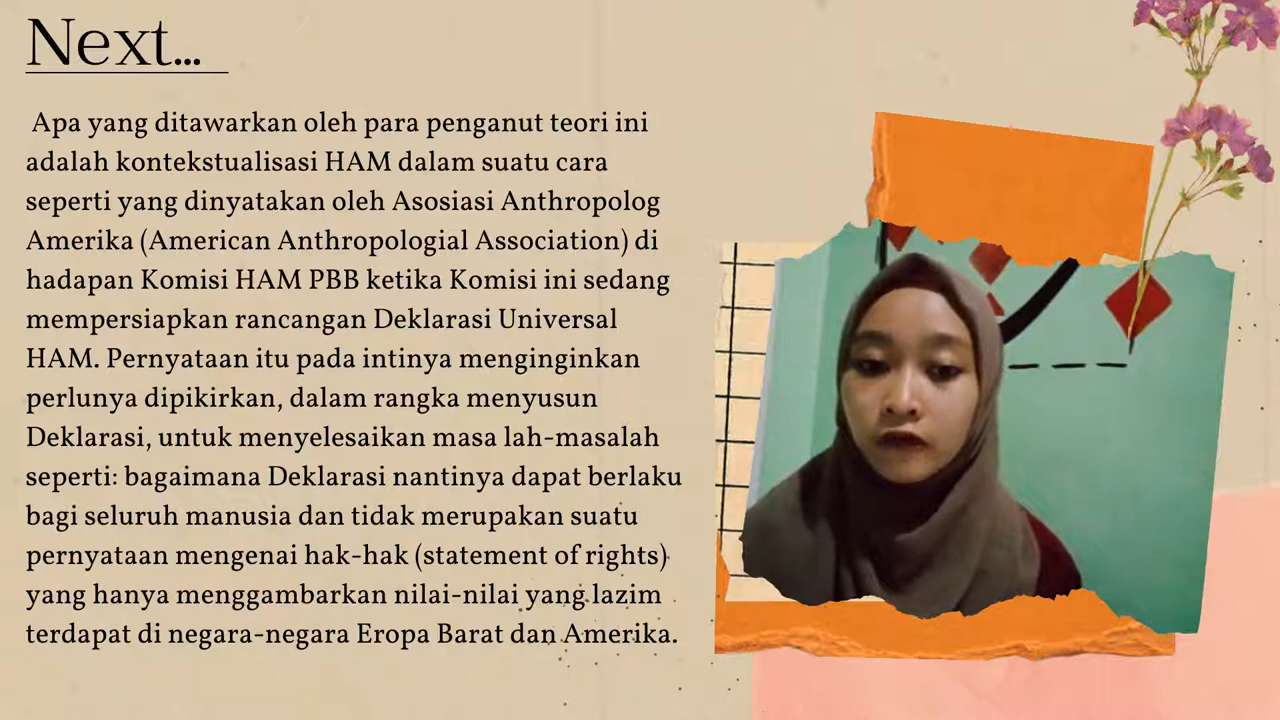 Next...
Apa yang ditawarkan oleh para penganut teori ini
adalah kontekstualisasi HAM dalam suatu cara
seperti yang dinyatakan oleh Asosiasi Anthropolog
Amerika (American Anthropologial Association) di
hadapan Komisi HAM PBB ketika Komisi ini sedang
mempersiapkan rancangan Deklarasi Universal
HAM. Pernyataan itu pada intinya menginginkan
perlunya dipikirkan, dalam rangka menyusun
Deklarasi, untuk menyelesaikan masa lah-masalah
seperti: bagaimana Deklarasi nantinya dapat berlaku
bagi seluruh manusia dan tidak merupakan suatu
pernyataan mengenai hak-hak (statement of rights)
yang hanya menggambarkan nilai-nilai yang lazim
terdapat di negara-negara Eropa Barat dan Amerika.